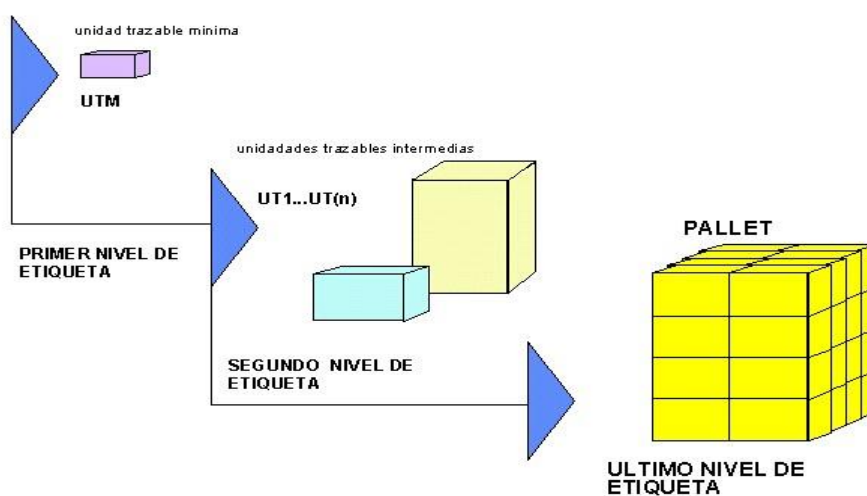 unidad trazable minima
UTM
unidadades trazables intermedias
UT1...UT(n)
PRIMER NIVEL DE
ETIQUETA
PALLET
SEGUNDO NIVEL DE
ETIQUETA
ULTIMO NIVEL DE
ETIQUETA